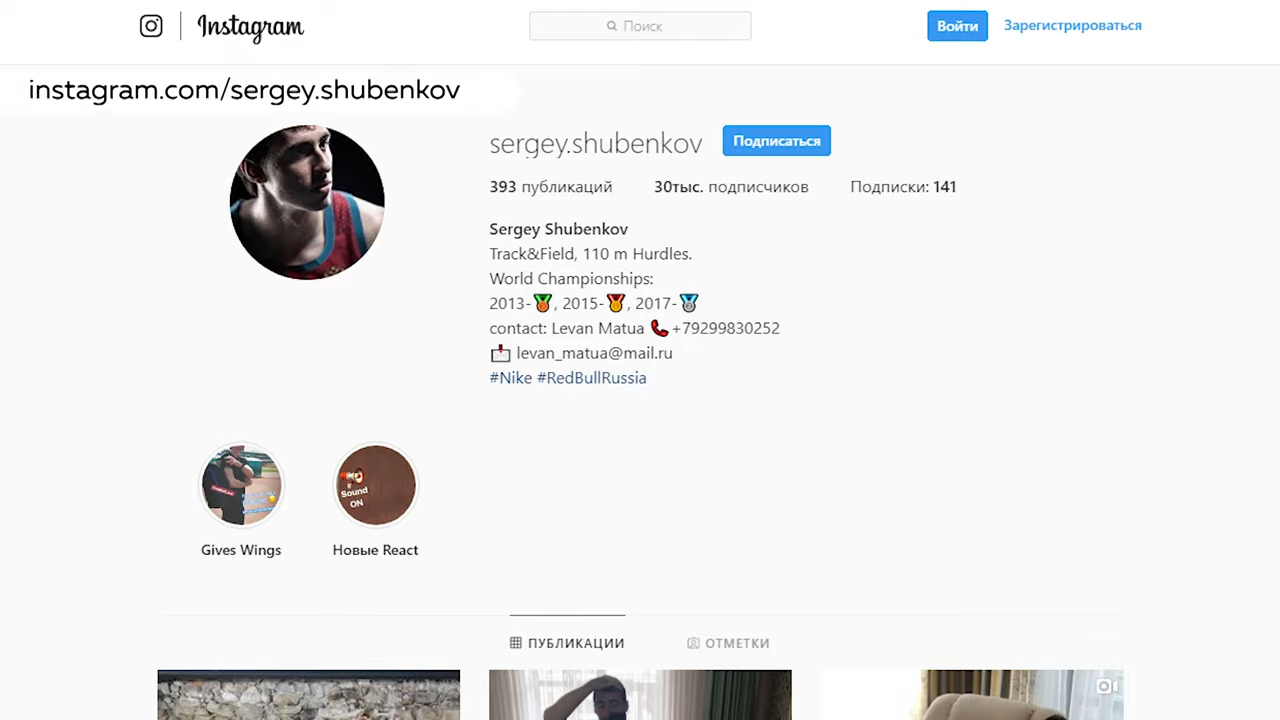 Instagram
Поиск
Войти
Зарегистрироваться
instagram.com/sergey.shubenkov
sergey.shubenkov
Подписаться
393 публикаций 30тыс. подписчиков Подписки: 141
Sergey Shubenkov
Track&Field, 110 m Hurdles.
World Championships:
2013-🥉, 2015-🥇, 2017-🥈
contact: Levan Matua 📞+79299830252
📩 levan_matua@mail.ru
#Nike #RedBullRussia
Sound
ON
Gives Wings
Новые React
ПУБЛИКАЦИИ
ОТМЕТКИ